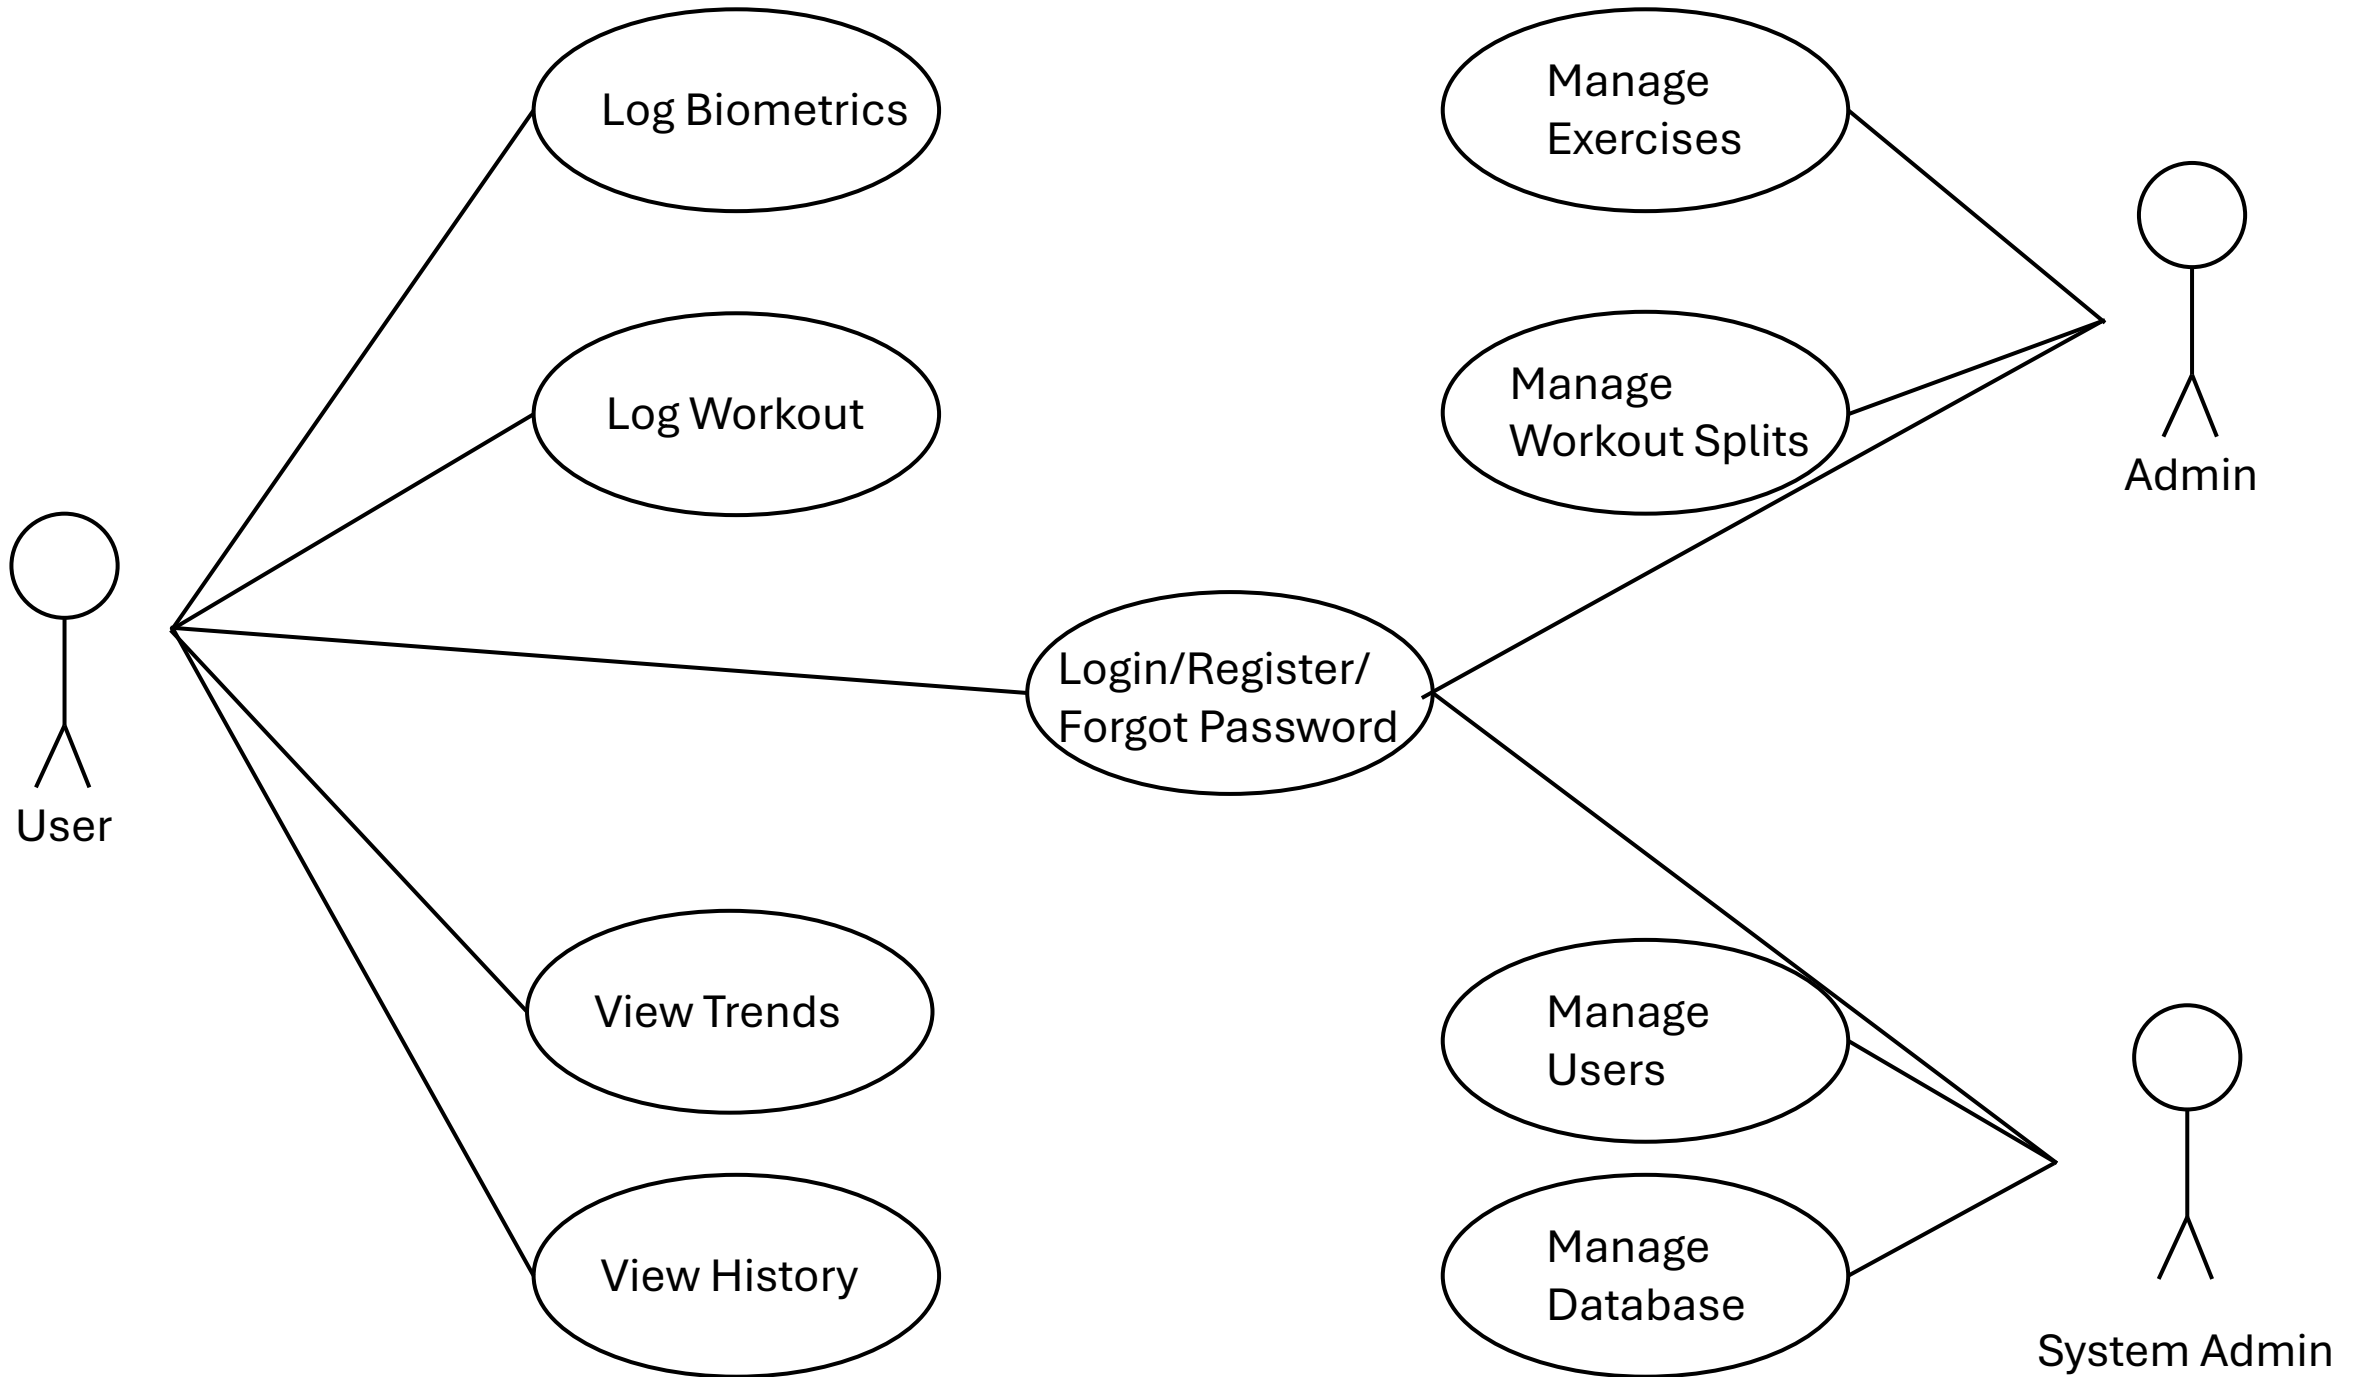 Log Biometrics
Manage
Exercises
Log Workout
Manage
Workout Splits
Admin
Login/Register/
Forgot Password
User
View Trends
Manage
Users
View History
Manage
Database
System Admin